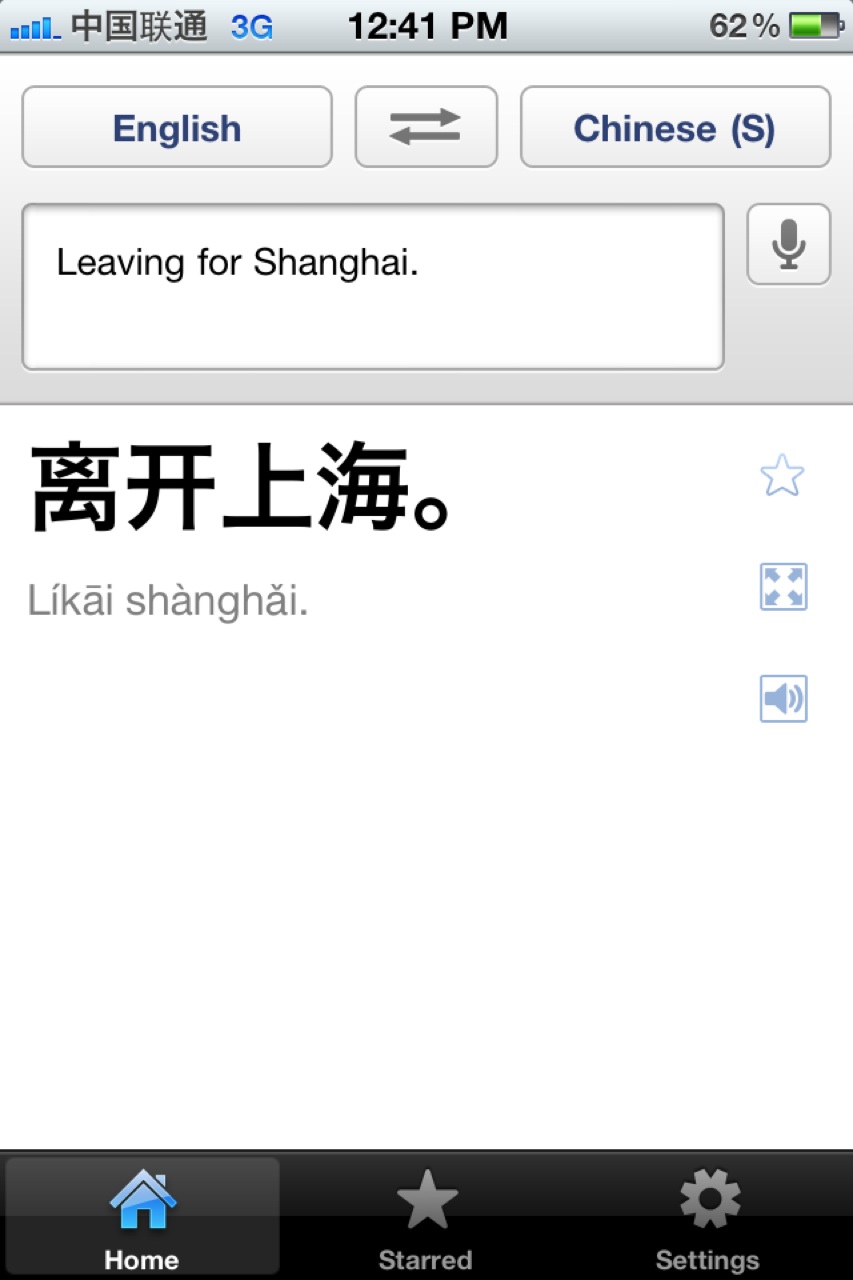 中国联通 3G 12:41 PM 62%
English Chinese (S)
Leaving for Shanghai.
离开上海。
Líkāi shànghǎi.
Home Starred Settings